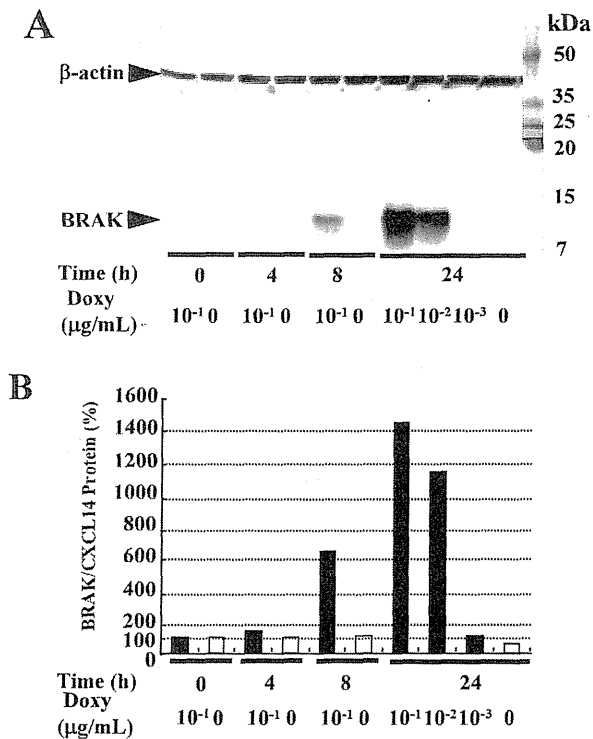 A
kDa
50
β-actin
35
25
20
15
BRAK
7
Time (h) 0 4 8 24
Doxy
(μg/mL) 10⁻¹ 0 10⁻¹ 0 10⁻¹ 0 10⁻¹ 10⁻² 10⁻³ 0
B
BRAK/CXCL14 Protein (%)
1600
1400
1200
1000
800
600
400
200
100
0
Time (h) 0 4 8 24
Doxy
(μg/mL) 10⁻¹ 0 10⁻¹ 0 10⁻¹ 0 10⁻¹ 10⁻² 10⁻³ 0